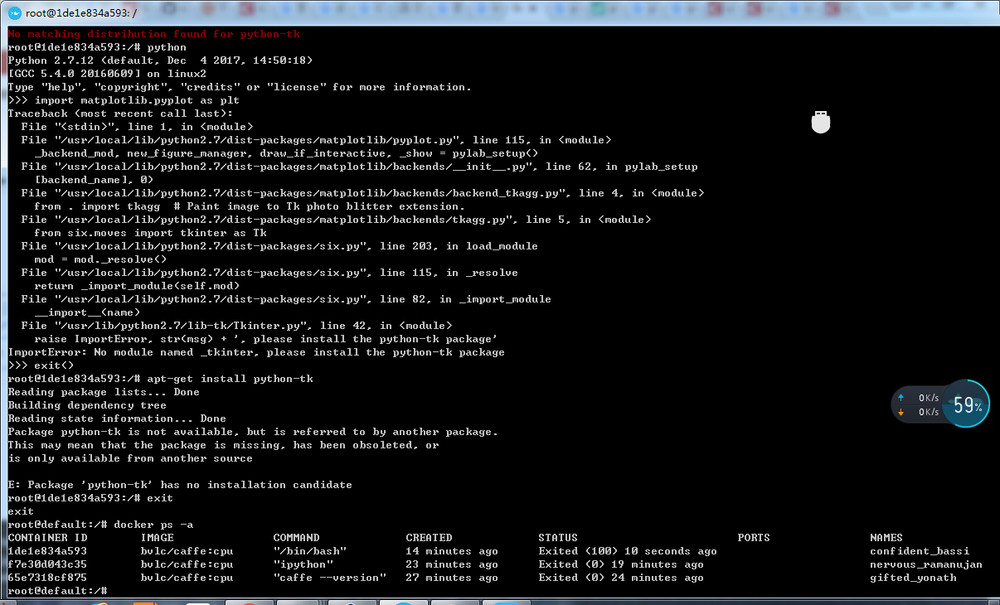 root@1de1e834a593: /
No matching distribution found for python-tk
root@1de1e834a593:/# python
Python 2.7.12 (default, Dec  4 2017, 14:50:18)
[GCC 5.4.0 20160609] on linux2
Type "help", "copyright", "credits" or "license" for more information.
>>> import matplotlib.pyplot as plt
Traceback (most recent call last):
  File "<stdin>", line 1, in <module>
  File "/usr/local/lib/python2.7/dist-packages/matplotlib/pyplot.py", line 115, in <module>
    _backend_mod, new_figure_manager, draw_if_interactive, _show = pylab_setup()
  File "/usr/local/lib/python2.7/dist-packages/matplotlib/backends/__init__.py", line 62, in pylab_setup
    [backend_name], 0)
  File "/usr/local/lib/python2.7/dist-packages/matplotlib/backends/backend_tkagg.py", line 4, in <module>
    from . import tkagg  # Paint image to Tk photo blitter extension.
  File "/usr/local/lib/python2.7/dist-packages/matplotlib/backends/tkagg.py", line 5, in <module>
    from six.moves import tkinter as Tk
  File "/usr/local/lib/python2.7/dist-packages/six.py", line 203, in load_module
    mod = mod._resolve()
  File "/usr/local/lib/python2.7/dist-packages/six.py", line 115, in _resolve
    return _import_module(self.mod)
  File "/usr/local/lib/python2.7/dist-packages/six.py", line 82, in _import_module
    __import__(name)
  File "/usr/lib/python2.7/lib-tk/Tkinter.py", line 42, in <module>
    raise ImportError, str(msg) + ', please install the python-tk package'
ImportError: No module named _tkinter, please install the python-tk package
>>> exit()
root@1de1e834a593:/# apt-get install python-tk
Reading package lists... Done
Building dependency tree
Reading state information... Done
Package python-tk is not available, but is referred to by another package.
This may mean that the package is missing, has been obsoleted, or
is only available from another source
E: Package 'python-tk' has no installation candidate
root@1de1e834a593:/# exit
exit
root@default:/# docker ps -a
CONTAINER ID        IMAGE               COMMAND             CREATED             STATUS                        PORTS               NAMES
1de1e834a593        bvlc/caffe:cpu      "/bin/bash"         14 minutes ago      Exited (100) 10 seconds ago                       confident_bassi
f7e30d043c35        bvlc/caffe:cpu      "ipython"           23 minutes ago      Exited (0) 19 minutes ago                         nervous_ramanujan
65e7318cf875        bvlc/caffe:cpu      "caffe --version"   27 minutes ago      Exited (0) 24 minutes ago                         gifted_yonath
root@default:/#
0K/s
0K/s
59%